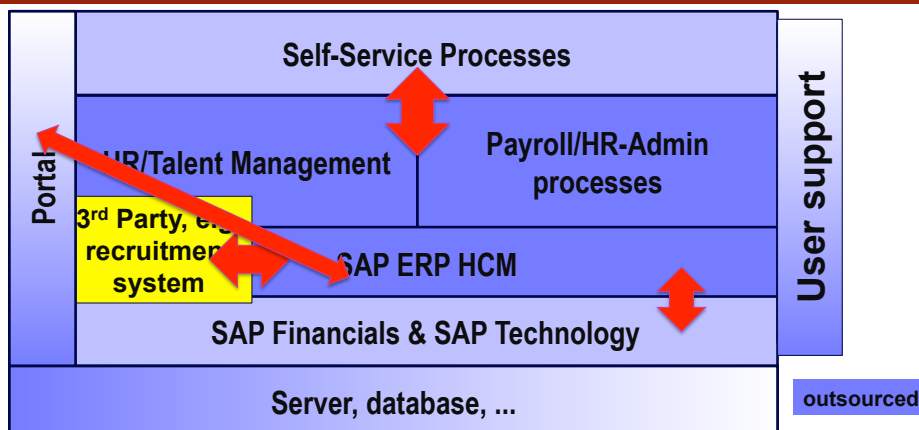 Self-Service Processes
Portal
HR/Talent Management
Payroll/HR-Admin
processes
User support
3rd Party, e.g.
recruitment
system
SAP ERP HCM
SAP Financials & SAP Technology
Server, database, ...
outsourced